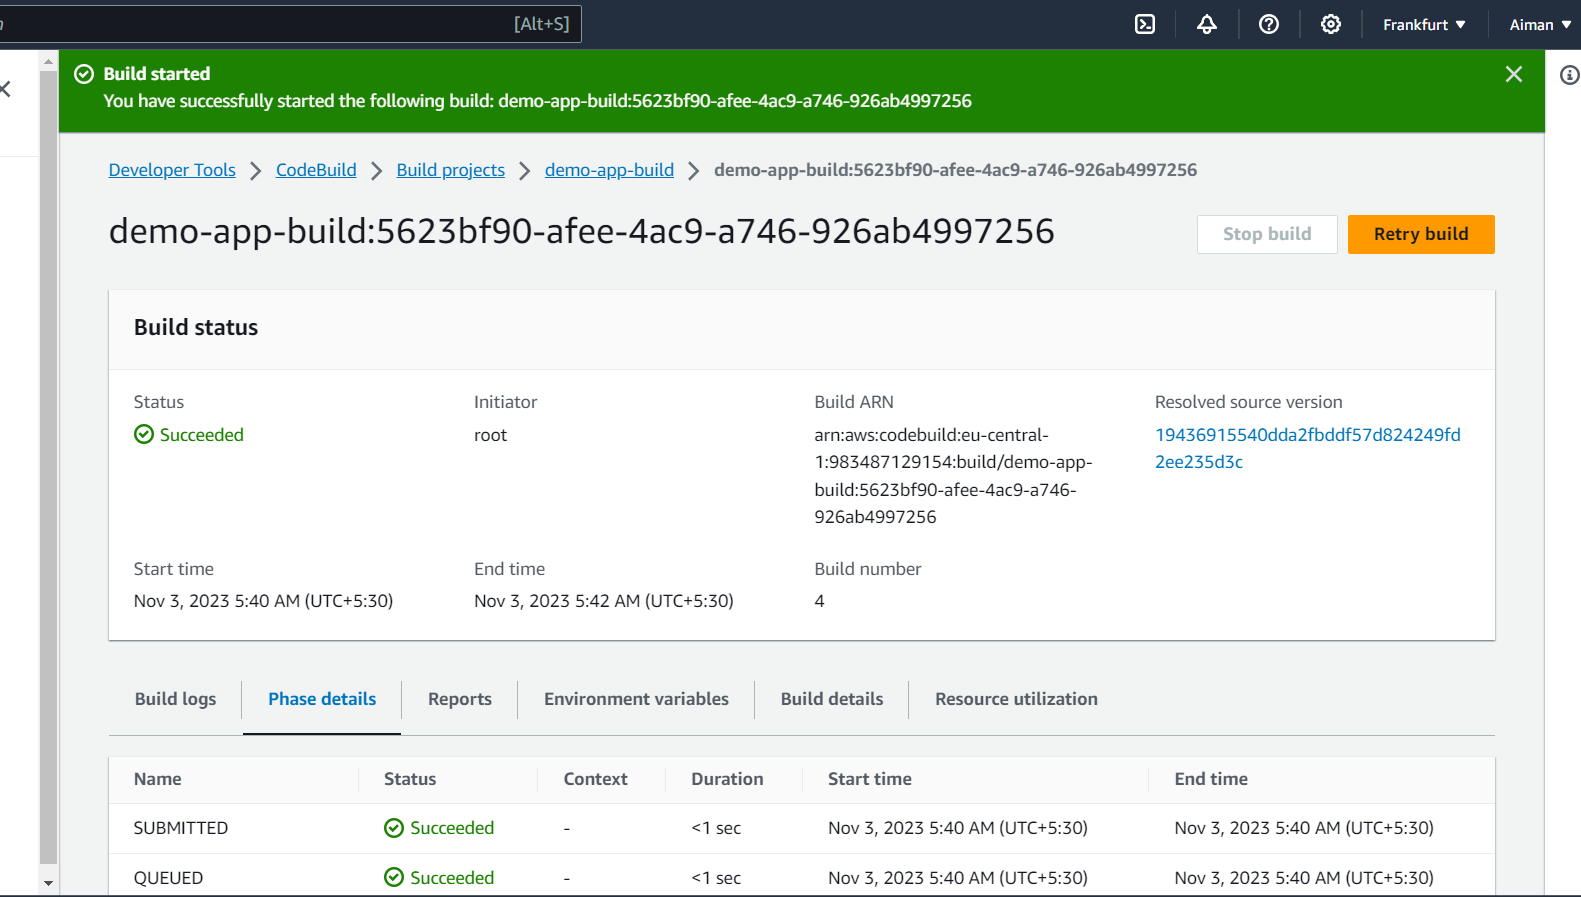 [Alt+S]
Frankfurt
Aiman
Build started
You have successfully started the following build: demo-app-build:5623bf90-afee-4ac9-a746-926ab4997256
Developer Tools
CodeBuild
Build projects
demo-app-build
demo-app-build:5623bf90-afee-4ac9-a746-926ab4997256
demo-app-build:5623bf90-afee-4ac9-a746-926ab4997256
Stop build
Retry build
Build status
Status
Initiator
Build ARN
Resolved source version
Succeeded
root
arn:aws:codebuild:eu-central-
1:983487129154:build/demo-app-
build:5623bf90-afee-4ac9-a746-
926ab4997256
19436915540dda2fbddf57d824249fd
2ee235d3c
Start time
End time
Build number
Nov 3, 2023 5:40 AM (UTC+5:30)
Nov 3, 2023 5:42 AM (UTC+5:30)
4
Build logs
Phase details
Reports
Environment variables
Build details
Resource utilization
Name
Status
Context
Duration
Start time
End time
SUBMITTED
Succeeded
-
<1 sec
Nov 3, 2023 5:40 AM (UTC+5:30)
Nov 3, 2023 5:40 AM (UTC+5:30)
QUEUED
Succeeded
-
<1 sec
Nov 3, 2023 5:40 AM (UTC+5:30)
Nov 3, 2023 5:40 AM (UTC+5:30)